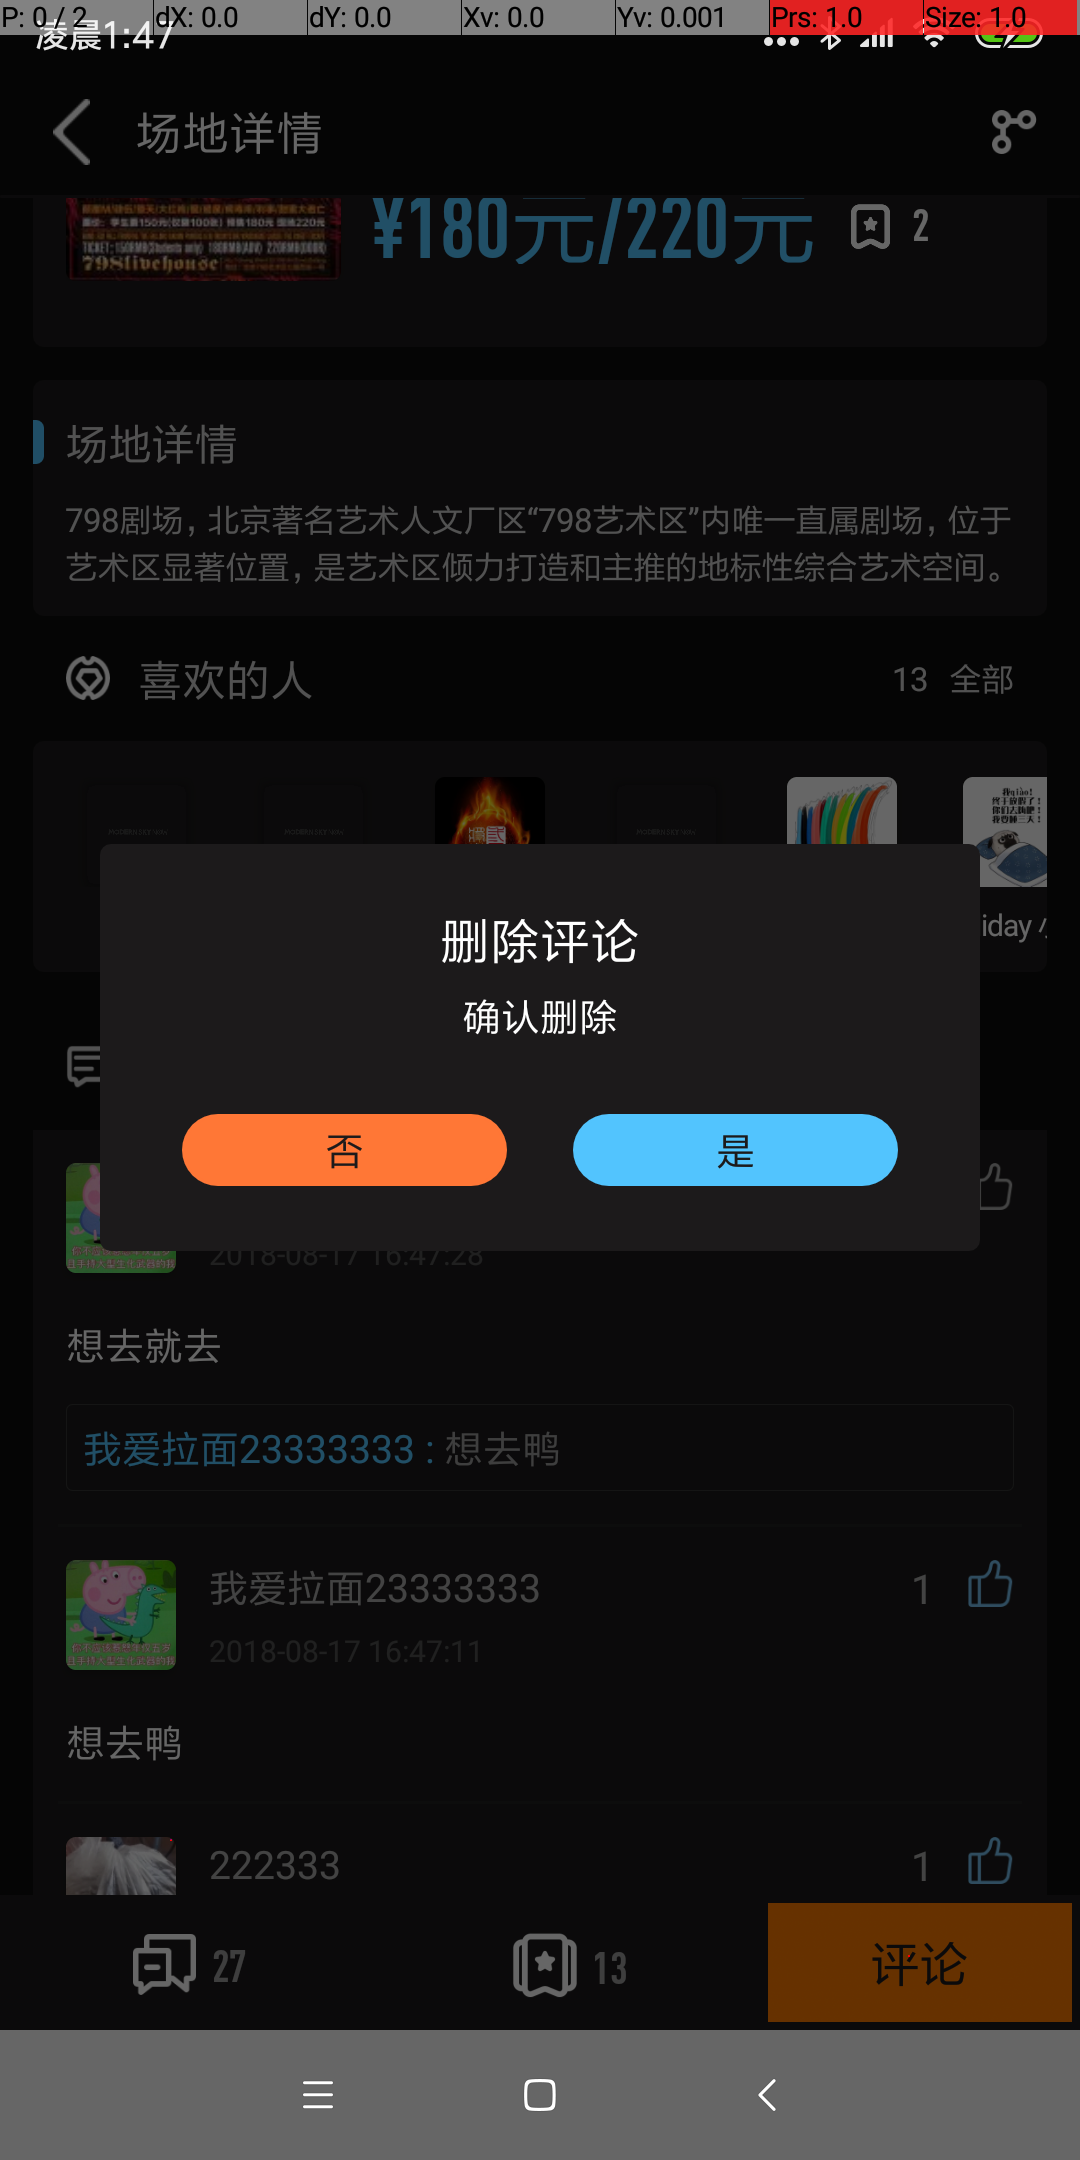 P: 0 / 2 dX: 0.0 dY: 0.0 Xv: 0.0 Yv: 0.001 Prs: 1.0 Size: 1.0
凌晨1:47
场地详情
798livehouse
¥180元/220元 2
场地详情
798剧场，北京著名艺术人文厂区“798艺术区”内唯一直属剧场，位于
艺术区显著位置，是艺术区倾力打造和主推的地标性综合艺术空间。
喜欢的人 13 全部
iday
删除评论
确认删除
否 是
2018-08-17 16:47:28
想去就去
我爱拉面23333333 : 想去鸭
我爱拉面23333333 1
2018-08-17 16:47:11
想去鸭
222333 1
27 13 评论